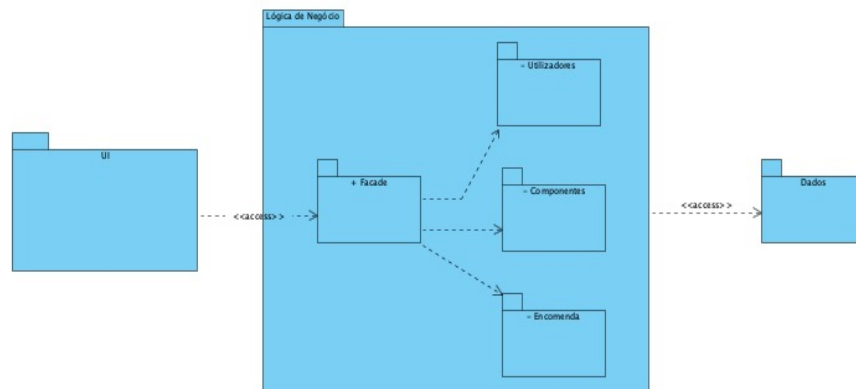 Lógica de Negócio
- Utilizadores
UI
+ Facade
- Componentes
Dados
<<access>>
<<access>>
- Encomenda